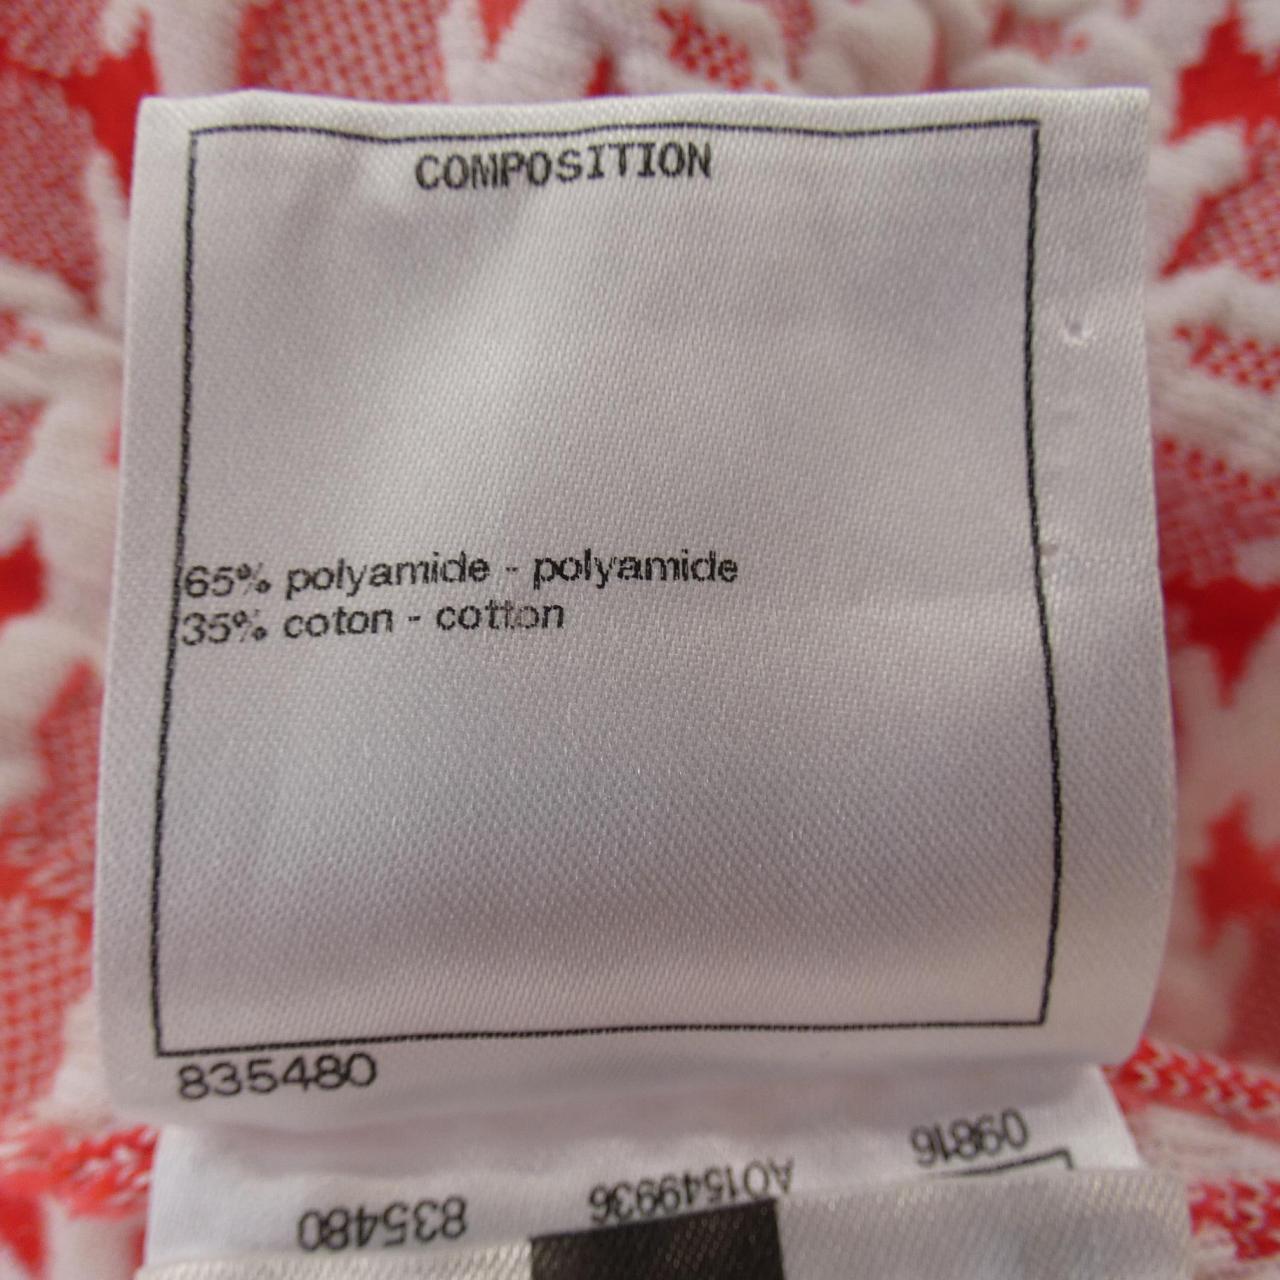 COMPOSITION
65% polyamide - polyamide
35% coton - cotton
835480
09816
A01549936
835480